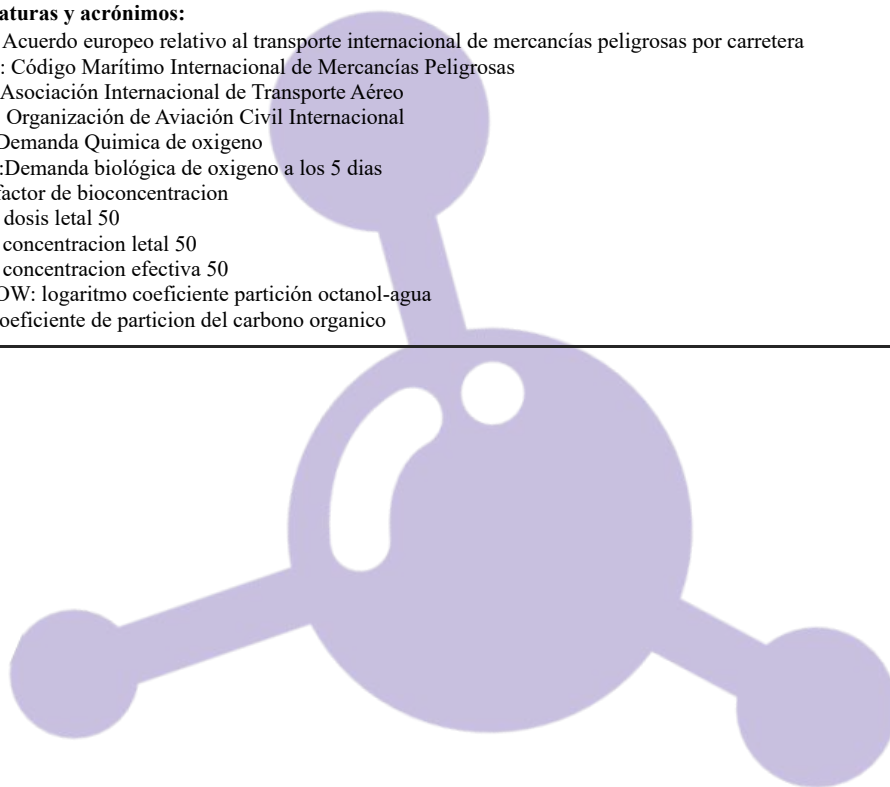 aturas y acrónimos:
Acuerdo europeo relativo al transporte internacional de mercancías peligrosas por carretera
: Código Marítimo Internacional de Mercancías Peligrosas
Asociación Internacional de Transporte Aéreo
Organización de Aviación Civil Internacional
Demanda Quimica de oxigeno
:Demanda biológica de oxigeno a los 5 dias
factor de bioconcentracion
dosis letal 50
concentracion letal 50
concentracion efectiva 50
OW: logaritmo coeficiente partición octanol-agua
oeficiente de particion del carbono organico